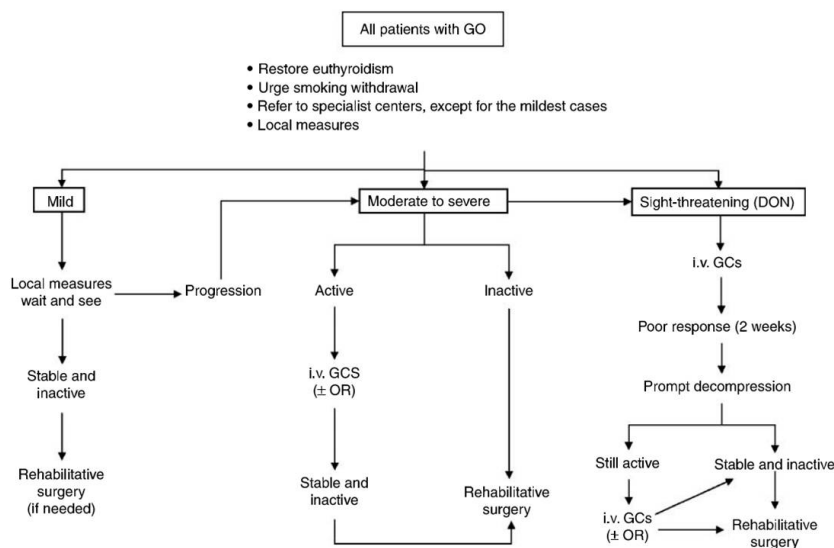 All patients with GO
• Restore euthyroidism
• Urge smoking withdrawal
• Refer to specialist centers, except for the mildest cases
• Local measures
Mild
Moderate to severe
Sight-threatening (DON)
Local measures
wait and see
Progression
Stable and
inactive
Rehabilitative
surgery
(if needed)
Active
i.v. GCS
(± OR)
Stable and
inactive
Inactive
Rehabilitative
surgery
i.v. GCs
Poor response (2 weeks)
Prompt decompression
Still active
i.v. GCs
(± OR)
Stable and inactive
Rehabilitative
surgery